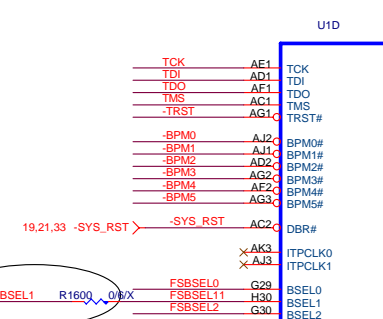 U1D
TCK AE1 TCK
TDI AD1 TDI
TDO AF1 TDO
TMS AC1 TMS
-TRST AG1 TRST#
-BPM0 AJ2 BPM0#
-BPM1 AJ1 BPM1#
-BPM2 AD2 BPM2#
-BPM3 AG2 BPM3#
-BPM4 AF2 BPM4#
-BPM5 AG3 BPM5#
19,21,33 -SYS_RST -SYS_RST AC2 DBR#
AK3 ITPCLK0
AJ3 ITPCLK1
FSBSEL0 G29 BSEL0
BSEL1 R1600 0/6/X FSBSEL11 H30 BSEL1
FSBSEL2 G30 BSEL2